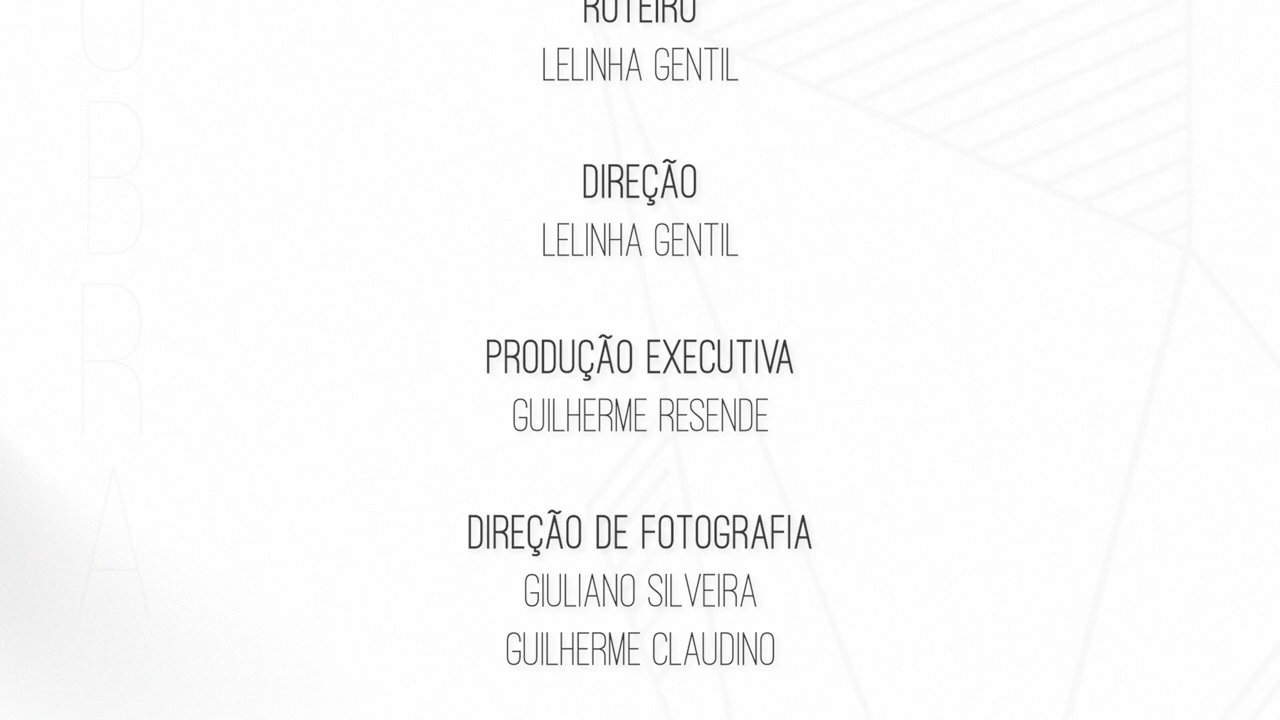 ROTEIRO
LELINHA GENTIL
DIREÇÃO
LELINHA GENTIL
PRODUÇÃO EXECUTIVA
GUILHERME RESENDE
DIREÇÃO DE FOTOGRAFIA
GIULIANO SILVEIRA
GUILHERME CLAUDINO